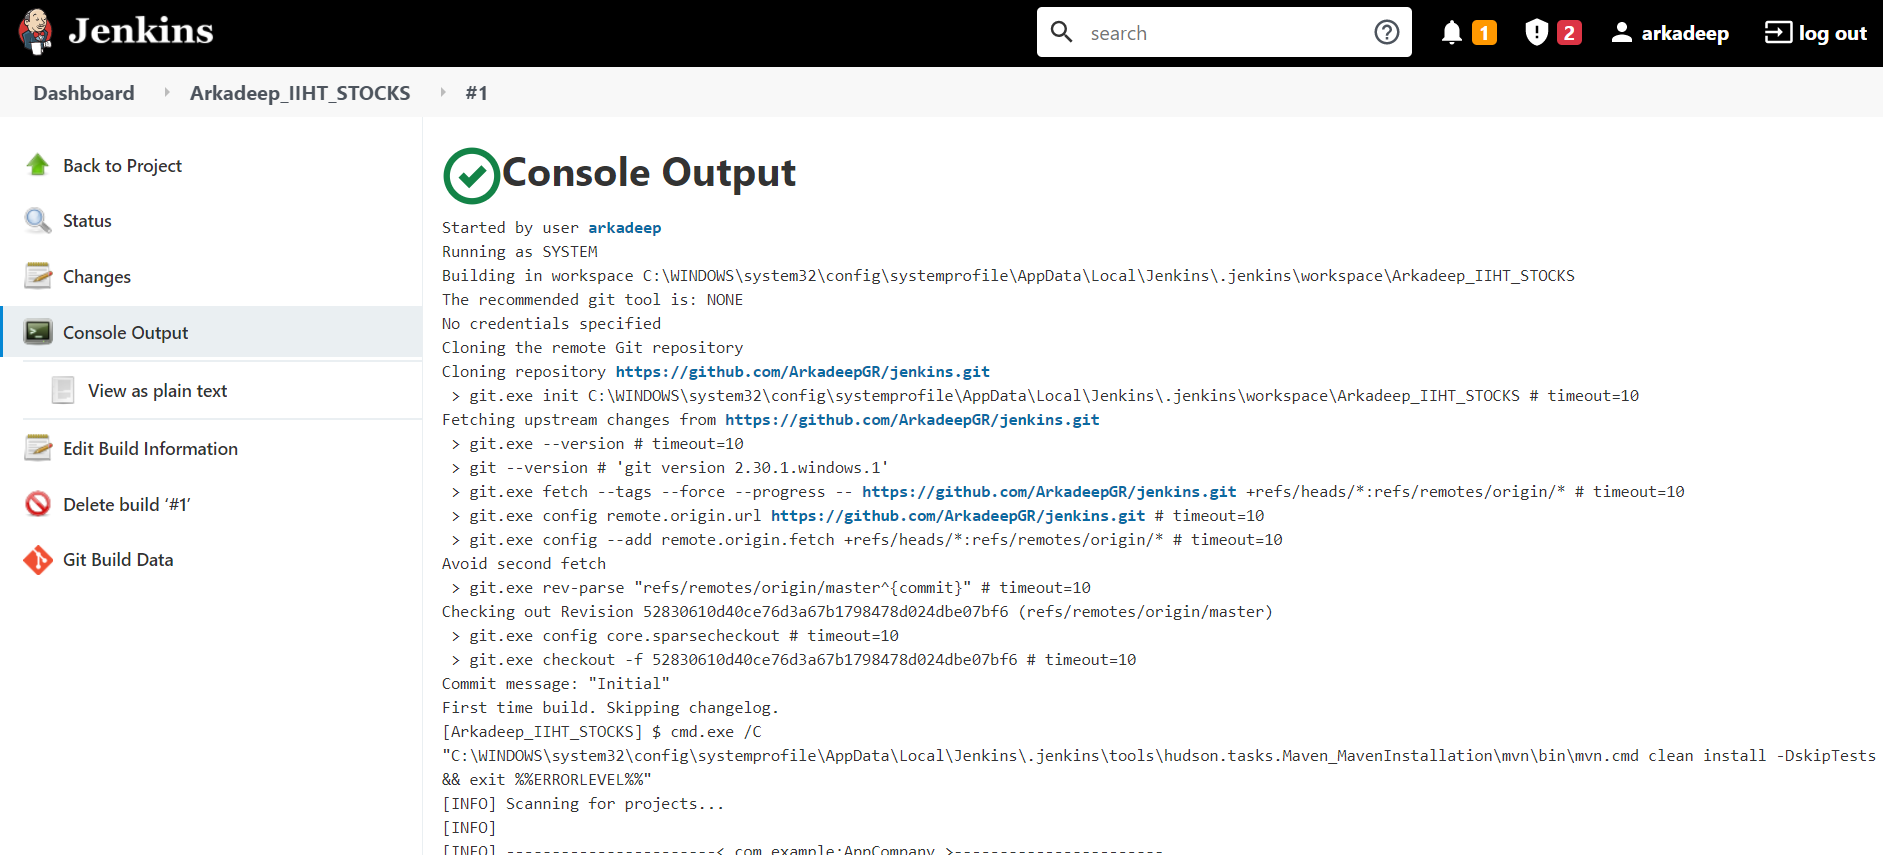 Jenkins
search
1
2
arkadeep
log out
Dashboard
Arkadeep_IIHT_STOCKS
#1
Back to Project
Status
Changes
Console Output
View as plain text
Edit Build Information
Delete build ‘#1’
Git Build Data
Console Output
Started by user arkadeep
Running as SYSTEM
Building in workspace C:\WINDOWS\system32\config\systemprofile\AppData\Local\Jenkins\.jenkins\workspace\Arkadeep_IIHT_STOCKS
The recommended git tool is: NONE
No credentials specified
Cloning the remote Git repository
Cloning repository https://github.com/ArkadeepGR/jenkins.git
> git.exe init C:\WINDOWS\system32\config\systemprofile\AppData\Local\Jenkins\.jenkins\workspace\Arkadeep_IIHT_STOCKS # timeout=10
Fetching upstream changes from https://github.com/ArkadeepGR/jenkins.git
> git.exe --version # timeout=10
> git --version # 'git version 2.30.1.windows.1'
> git.exe fetch --tags --force --progress -- https://github.com/ArkadeepGR/jenkins.git +refs/heads/*:refs/remotes/origin/* # timeout=10
> git.exe config remote.origin.url https://github.com/ArkadeepGR/jenkins.git # timeout=10
> git.exe config --add remote.origin.fetch +refs/heads/*:refs/remotes/origin/* # timeout=10
Avoid second fetch
> git.exe rev-parse "refs/remotes/origin/master^{commit}" # timeout=10
Checking out Revision 52830610d40ce76d3a67b1798478d024dbe07bf6 (refs/remotes/origin/master)
> git.exe config core.sparsecheckout # timeout=10
> git.exe checkout -f 52830610d40ce76d3a67b1798478d024dbe07bf6 # timeout=10
Commit message: "Initial"
First time build. Skipping changelog.
[Arkadeep_IIHT_STOCKS] $ cmd.exe /C
"C:\WINDOWS\system32\config\systemprofile\AppData\Local\Jenkins\.jenkins\tools\hudson.tasks.Maven_MavenInstallation\mvn\bin\mvn.cmd clean install -DskipTests
&& exit %%ERRORLEVEL%%"
[INFO] Scanning for projects...
[INFO]
[INFO] -----------------------< com.example:AppCompany >-----------------------